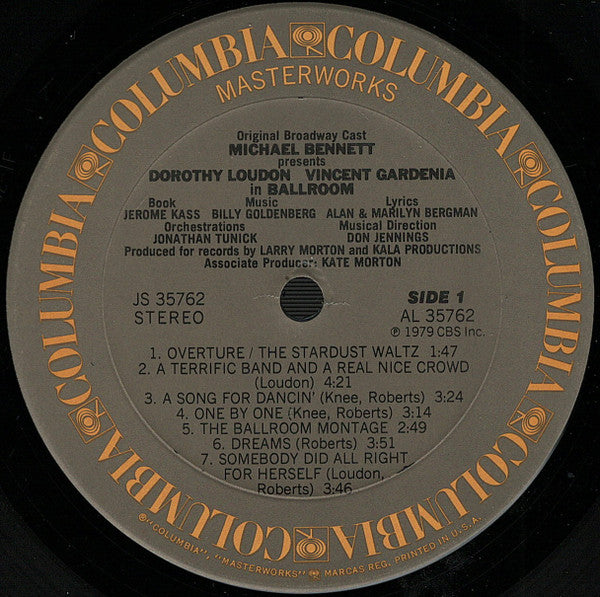 COLUMBIA COLUMBIA COLUMBIA COLUMBIA COLUMBIA COLUMBIA COLUMBIA COLUMBIA
MASTERWORKS
Original Broadway Cast
MICHAEL BENNETT
presents
DOROTHY LOUDON VINCENT GARDENIA
in BALLROOM
Book Music Lyrics
JEROME KASS BILLY GOLDENBERG ALAN & MARILYN BERGMAN
Orchestrations Musical Direction
JONATHAN TUNICK DON JENNINGS
Produced for records by LARRY MORTON and KALA PRODUCTIONS
Associate Producer: KATE MORTON
JS 35762 SIDE 1
STEREO AL 35762
℗ 1979 CBS Inc.
1. OVERTURE / THE STARDUST WALTZ 1:47
2. A TERRIFIC BAND AND A REAL NICE CROWD
(Loudon) 4:21
3. A SONG FOR DANCIN' (Knee, Roberts) 3:24
4. ONE BY ONE (Knee, Roberts) 3:14
5. THE BALLROOM MONTAGE 2:49
6. DREAMS (Roberts) 3:51
7. SOMEBODY DID ALL RIGHT
FOR HERSELF (Loudon,
Roberts) 3:46
®"COLUMBIA", "MASTERWORKS" MARCAS REG. PRINTED IN U.S.A.